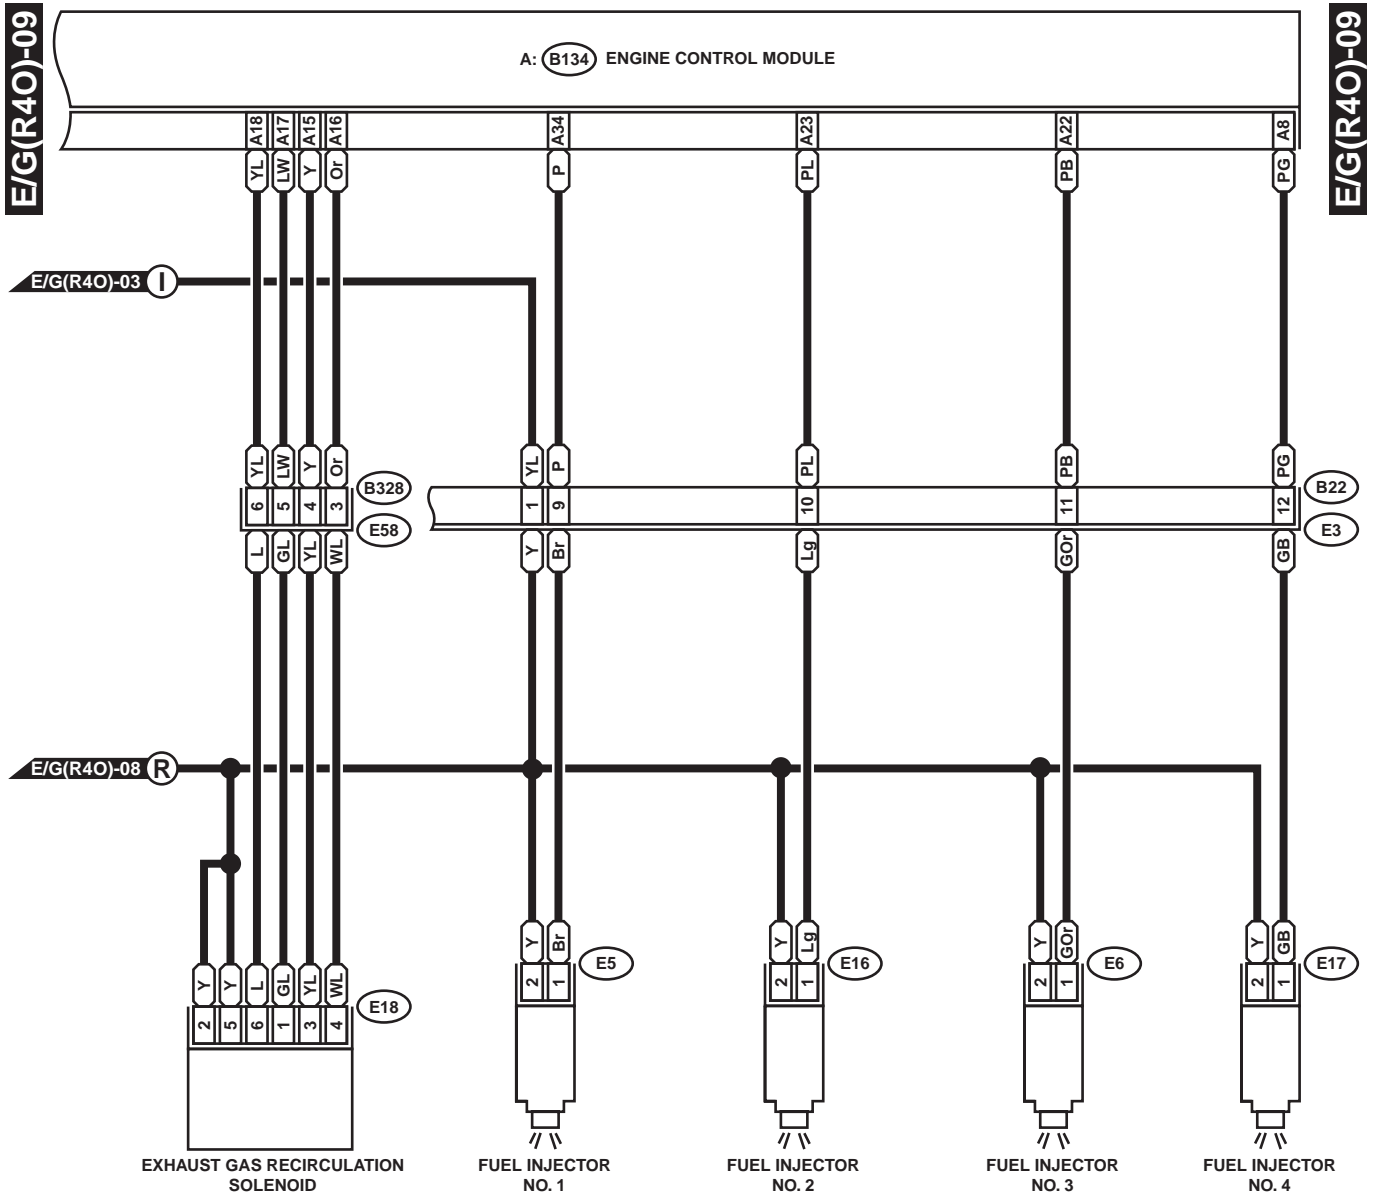 E/G(R4O)-09
E/G(R4O)-09
A: B134 ENGINE CONTROL MODULE
A18 A17 A15 A16 A34 A23 A22 A8
YL LW Y Or P PL PB PG
E/G(R4O)-03 I
YL LW Y Or YL P PL PB PG
6 5 4 3 B328 1 9 10 11 12 B22
E58 E3
L GL YL WL Y Br Lg GOr GB
E/G(R4O)-08 R
Y Br Y Lg Y GOr Y GB
2 1 E5 2 1 E16 2 1 E6 2 1 E17
Y Y L GL YL WL
2 5 6 1 3 4 E18
EXHAUST GAS RECIRCULATION
SOLENOID
FUEL INJECTOR
NO. 1
FUEL INJECTOR
NO. 2
FUEL INJECTOR
NO. 3
FUEL INJECTOR
NO. 4